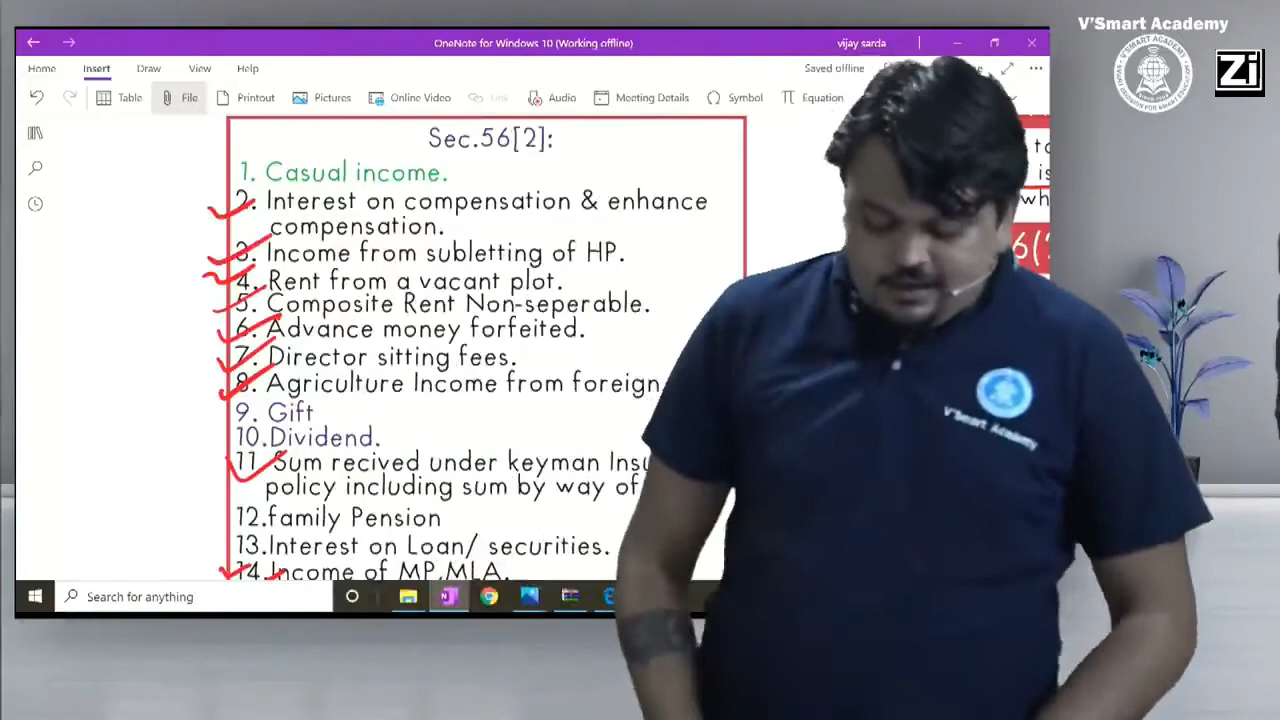 V'Smart Academy
OneNote for Windows 10 (Working offline)
vijay sarda
Home Insert Draw View Help
Saved offline
Table File Printout Pictures Online Video Link Audio Meeting Details Symbol Equation
Sec.56[2]:
1. Casual income.
2. Interest on compensation & enhance
compensation.
3. Income from subletting of HP.
4. Rent from a vacant plot.
5. Composite Rent Non-seperable.
6. Advance money forfeited.
7. Director sitting fees.
8. Agriculture Income from foreign
9. Gift
10.Dividend.
11. Sum recived under keyman
policy including sum by way of
12.family Pension
13.Interest on Loan/ securities.
14. Income of MP,MLA.
Search for anything
Zi
V'Smart Academy